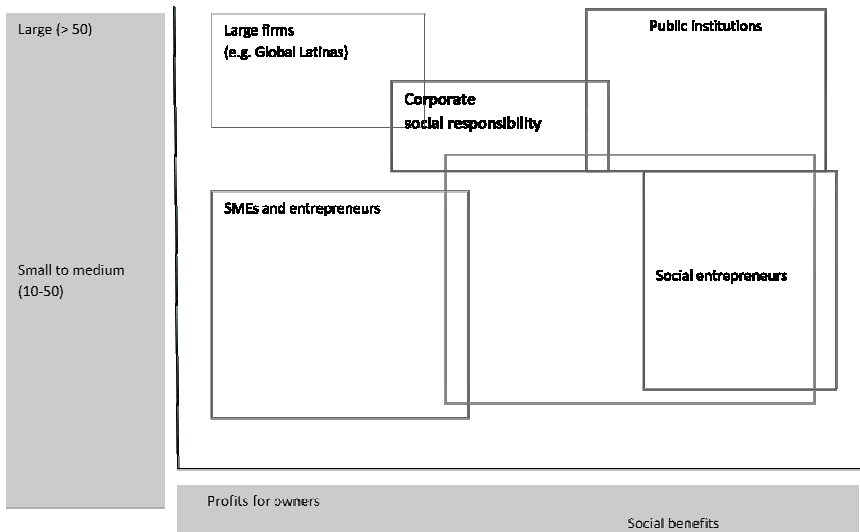 Large (> 50)
Large firms
(e.g. Global Latinas)
Public institutions
Corporate
social responsibility
SMEs and entrepreneurs
Small to medium
(10-50)
Social entrepreneurs
Profits for owners
Social benefits